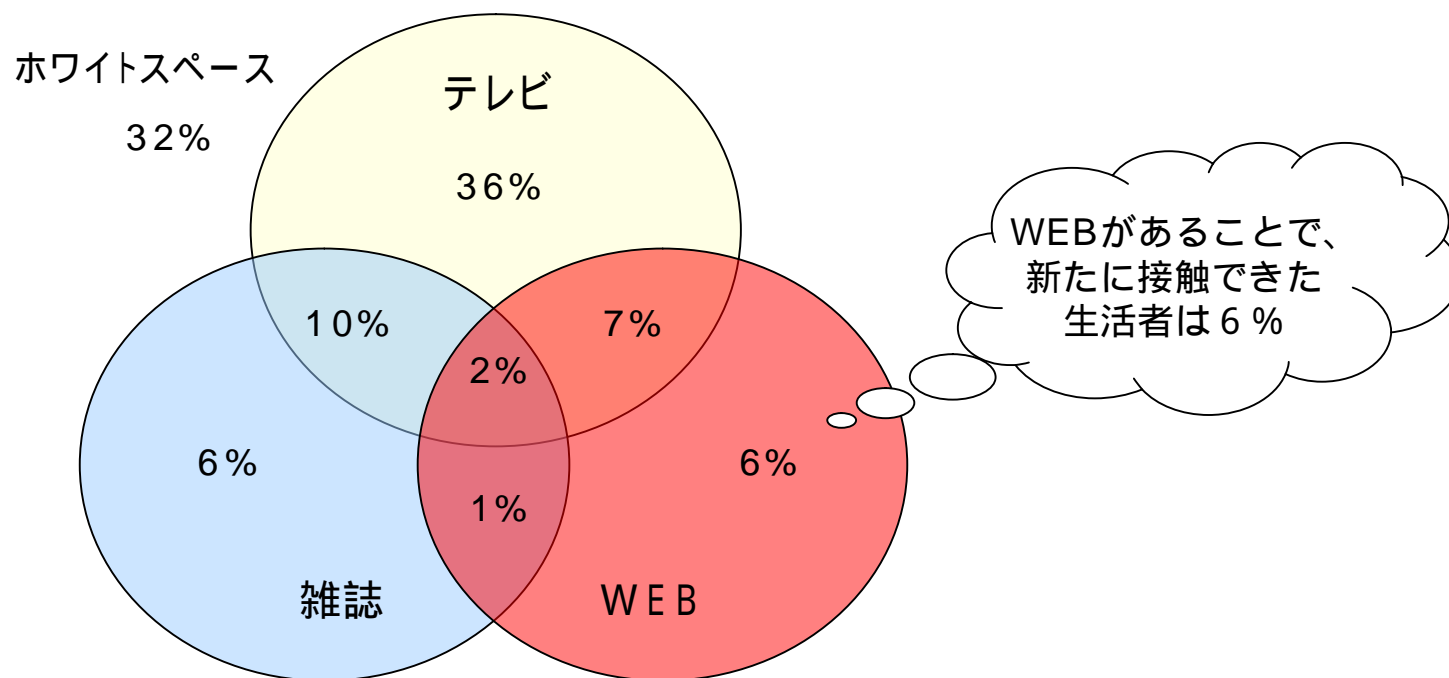 ホワイトスペース
32%
テレビ
36%
WEBがあることで、
新たに接触できた
生活者は６％
10%
7%
2%
6%
6%
1%
雑誌
ＷＥＢ